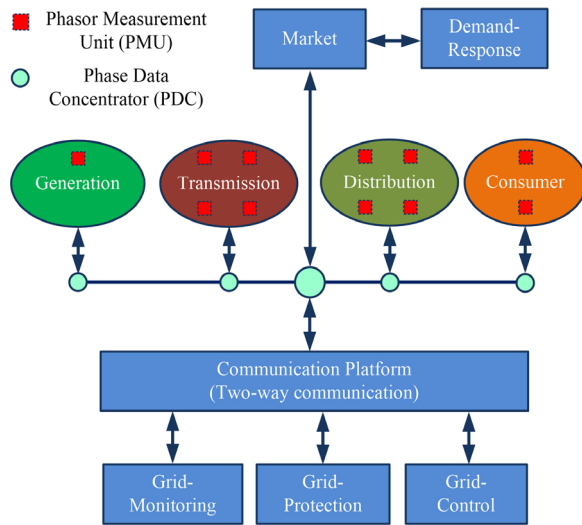 Phasor Measurement
Unit (PMU)
Phase Data
Concentrator (PDC)
Market
Demand-
Response
Generation
Transmission
Distribution
Consumer
Communication Platform
(Two-way communication)
Grid-
Monitoring
Grid-
Protection
Grid-
Control